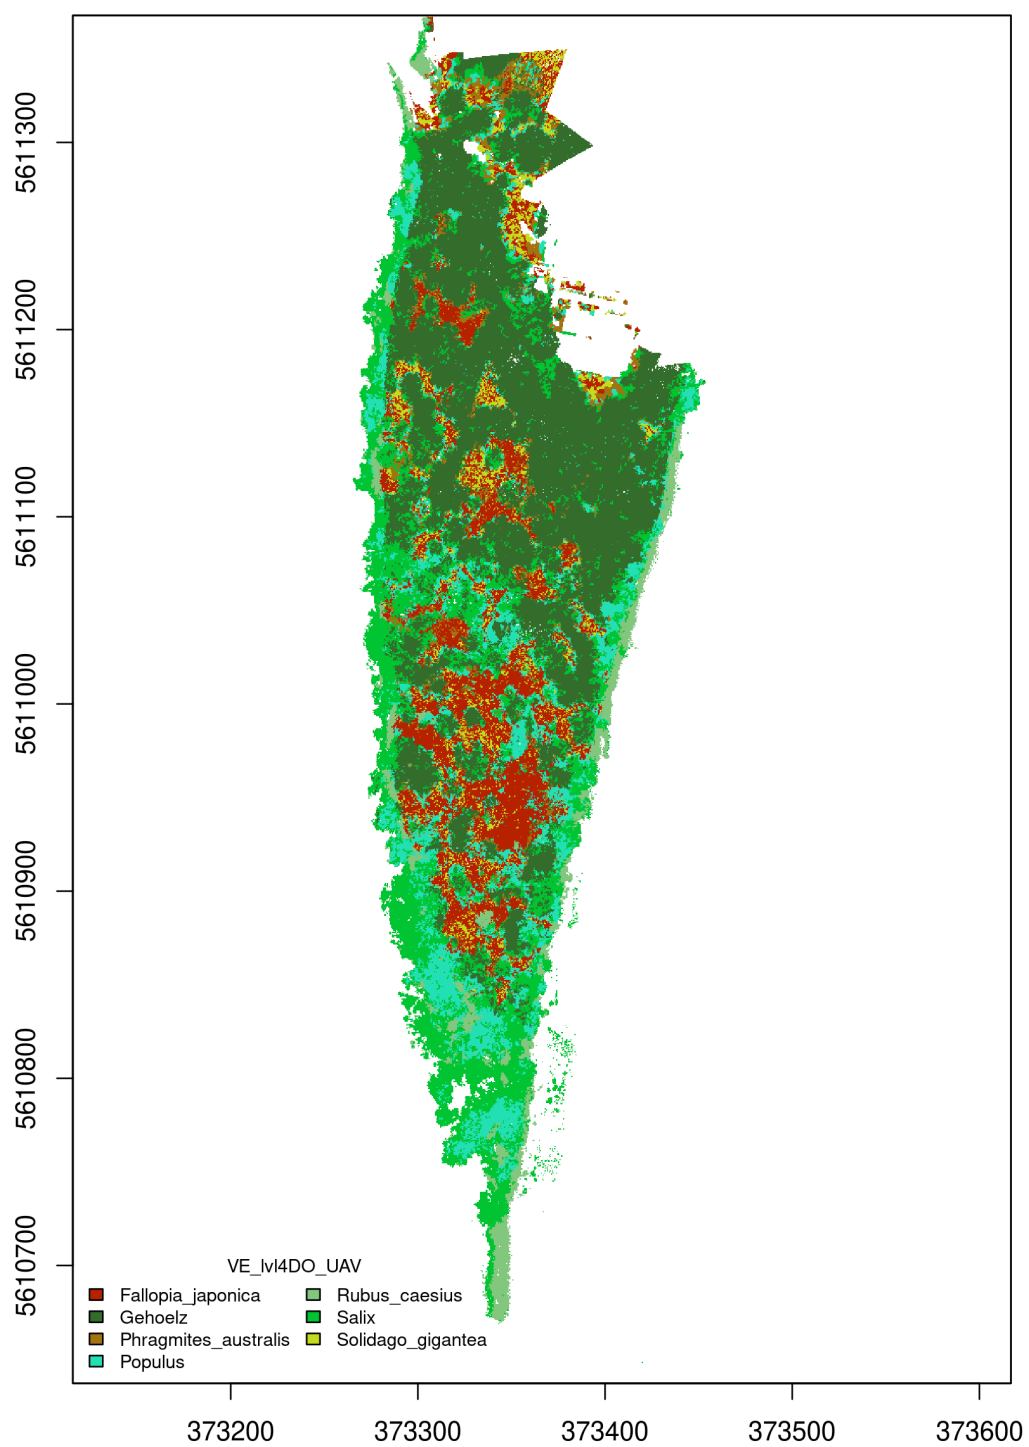 5611300
5611200
5611100
5611000
5610900
5610800
5610700
VE_lvl4DO_UAV
Fallopia_japonica Rubus_caesius
Gehoelz Salix
Phragmites_australis Solidago_gigantea
Populus
373200 373300 373400 373500 373600